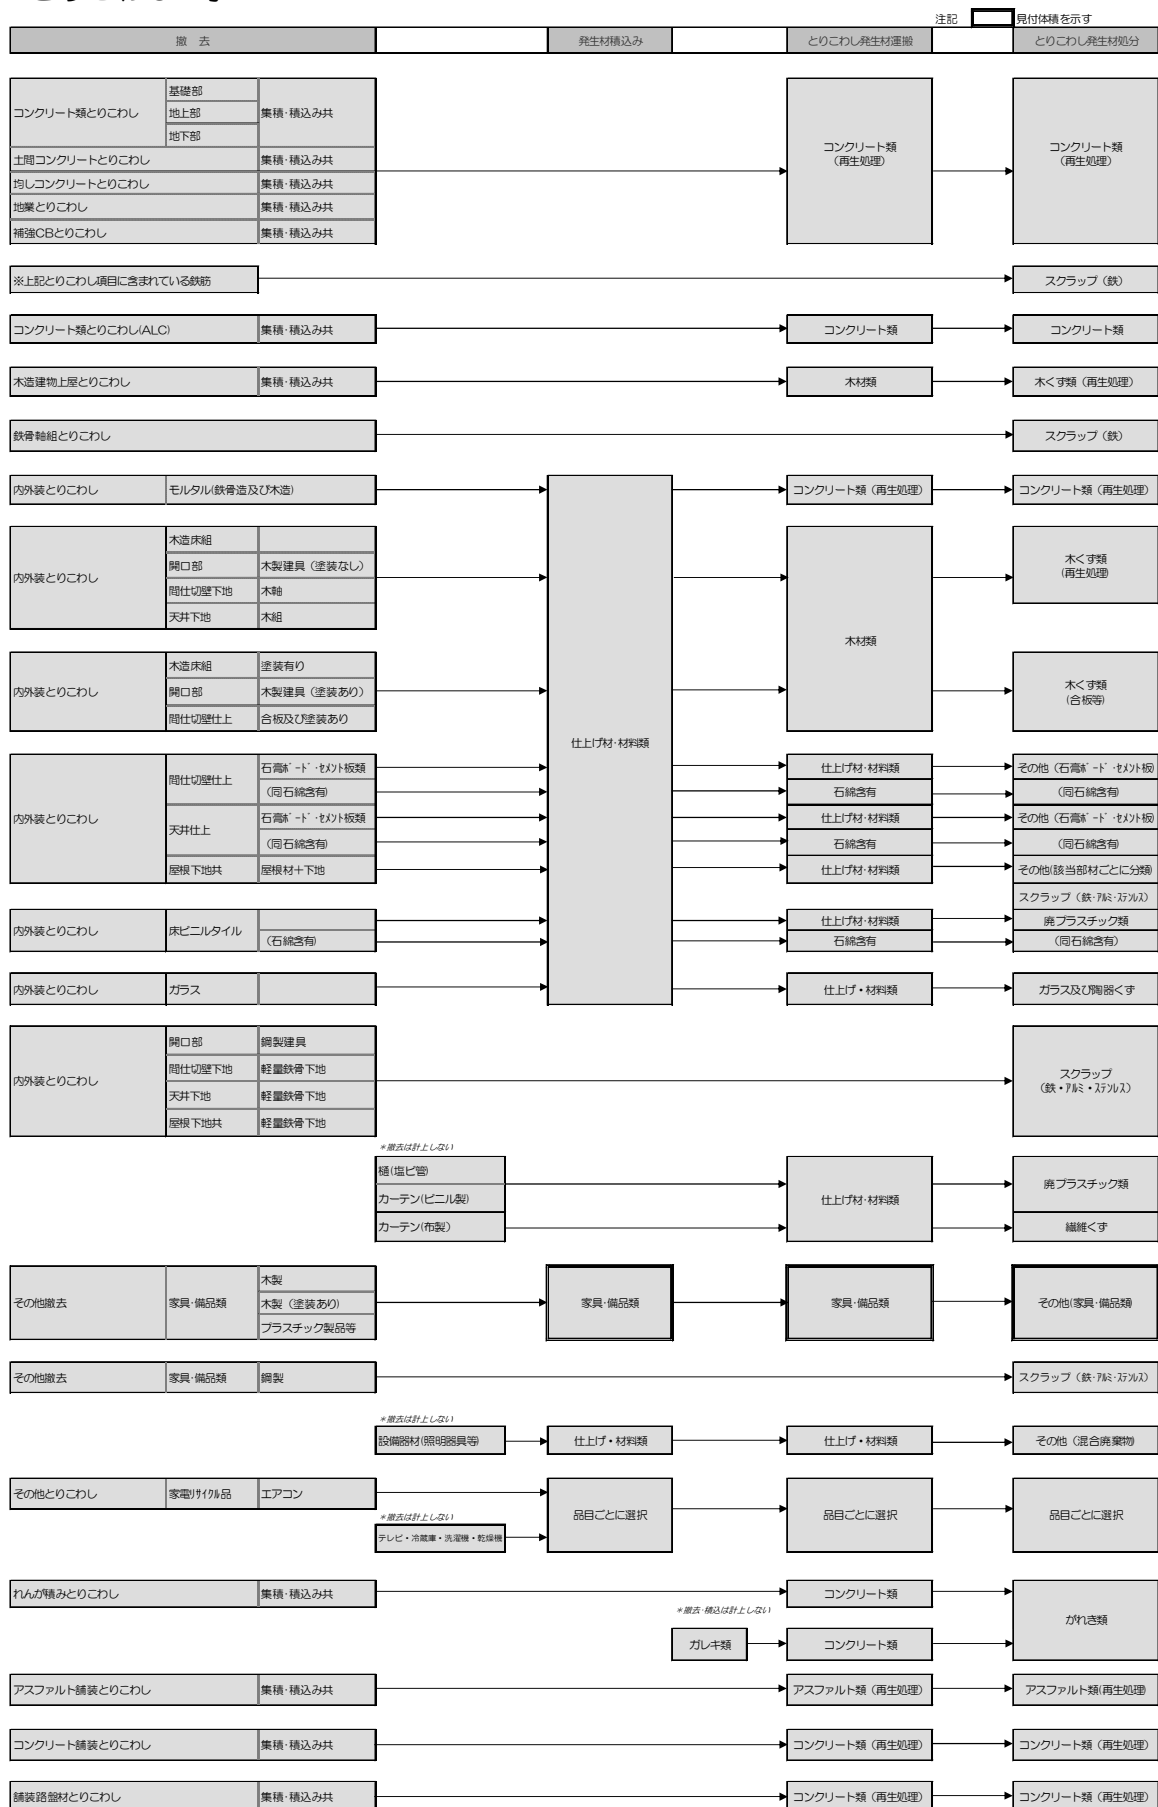 注記 見付体積を示す
撤 去 発生材積込み とりこわし発生材運搬 とりこわし発生材処分
コンクリート類とりこわし 基礎部 集積･積込み共
地上部
地下部
土間コンクリートとりこわし 集積･積込み共
均しコンクリートとりこわし 集積･積込み共
地業とりこわし 集積･積込み共
補強CBとりこわし 集積･積込み共
コンクリート類
(再生処理)
コンクリート類
(再生処理)
※上記とりこわし項目に含まれている鉄筋 スクラップ（鉄）
コンクリート類とりこわし(ALC) 集積･積込み共 コンクリート類 コンクリート類
木造建物上屋とりこわし 集積･積込み共 木材類 木くず類（再生処理）
鉄骨軸組とりこわし スクラップ（鉄）
内外装とりこわし モルタル(鉄骨造及び木造) コンクリート類（再生処理） コンクリート類（再生処理）
内外装とりこわし 木造床組
開口部 木製建具（塗装なし）
間仕切壁下地 木軸
天井下地 木組
木くず類
(再生処理)
木材類
内外装とりこわし 木造床組 塗装有り
開口部 木製建具（塗装あり）
間仕切壁仕上 合板及び塗装あり
木くず類
(合板等)
仕上げ材･材料類
内外装とりこわし 間仕切壁仕上 石膏ﾎﾞｰﾄﾞ･ｾﾒﾝﾄ板類 仕上げ材･材料類 その他（石膏ﾎﾞｰﾄﾞ･ｾﾒﾝﾄ板)
（同石綿含有) 石綿含有 （同石綿含有)
天井仕上 石膏ﾎﾞｰﾄﾞ･ｾﾒﾝﾄ板類 仕上げ材･材料類 その他（石膏ﾎﾞｰﾄﾞ･ｾﾒﾝﾄ板)
（同石綿含有) 石綿含有 （同石綿含有)
屋根下地共 屋根材＋下地 仕上げ材･材料類 その他(該当部材ごとに分類)
スクラップ（鉄･ｱﾙﾐ･ｽﾃﾝﾚｽ）
内外装とりこわし 床ビニルタイル 仕上げ材･材料類 廃プラスチック類
（石綿含有) 石綿含有 （同石綿含有）
内外装とりこわし ガラス 仕上げ・材料類 ガラス及び陶器くず
内外装とりこわし 開口部 鋼製建具
間仕切壁下地 軽量鉄骨下地
天井下地 軽量鉄骨下地
屋根下地共 軽量鉄骨下地
スクラップ
（鉄・ｱﾙﾐ・ｽﾃﾝﾚｽ）
＊撤去は計上しない
樋(塩ビ管)
カーテン(ビニール製)
カーテン(布製）
仕上げ材･材料類
廃プラスチック類
繊維くず
その他撤去 家具･備品類 木製
木製（塗装あり)
プラスチック製品等
家具･備品類 家具･備品類 その他(家具･備品類)
その他撤去 家具･備品類 鋼製 スクラップ（鉄･ｱﾙﾐ･ｽﾃﾝﾚｽ）
＊撤去は計上しない
設備器材(照明器具等) 仕上げ・材料類 仕上げ・材料類 その他（混合廃棄物)
その他とりこわし 家電ﾘｻｲｸﾙ品 エアコン
＊撤去は計上しない
テレビ・冷蔵庫・洗濯機・乾燥機
品目ごとに選択 品目ごとに選択 品目ごとに選択
れんが積みとりこわし 集積･積込み共 コンクリート類
＊撤去･積込は計上しない
ガレキ類 コンクリート類
がれき類
アスファルト舗装とりこわし 集積･積込み共 アスファルト類（再生処理） アスファルト類(再生処理)
コンクリート舗装とりこわし 集積･積込み共 コンクリート類（再生処理） コンクリート類（再生処理）
舗装路盤材とりこわし 集積･積込み共 コンクリート類（再生処理） コンクリート類（再生処理）